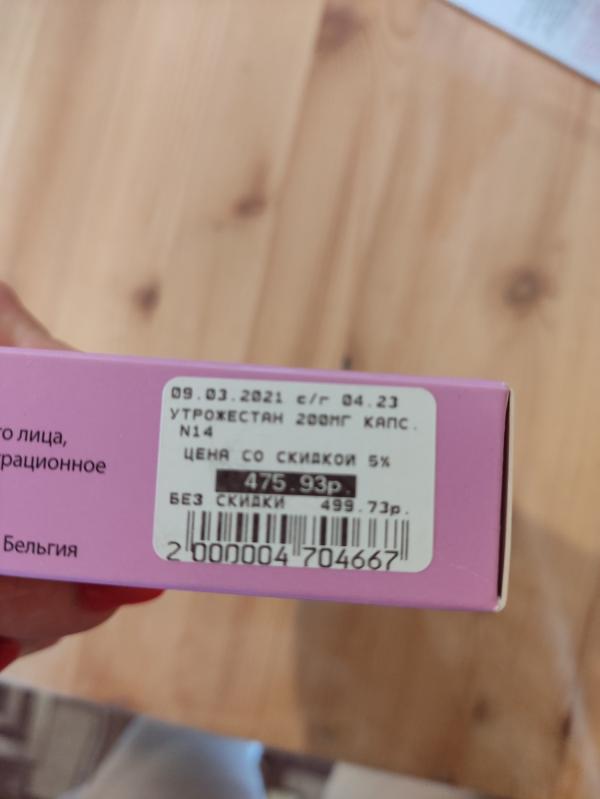 го лица,
рационное
Бельгия
09.03.2021 с/г 04.23
УТРОЖЕСТАН 200МГ КАПС.
N14
ЦЕНА СО СКИДКОЙ 5%
475.93р.
БЕЗ СКИДКИ 499.73р.
2 000004 704667